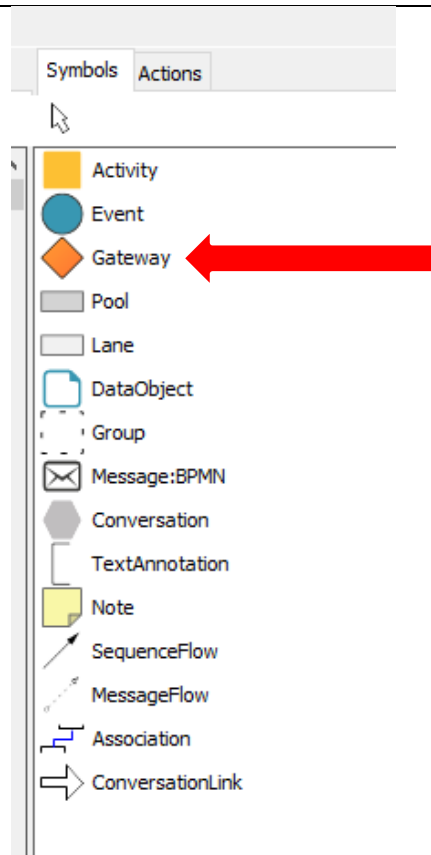 Symbols Actions
Activity
Event
Gateway
Pool
Lane
DataObject
Group
Message:BPMN
Conversation
TextAnnotation
Note
SequenceFlow
MessageFlow
Association
ConversationLink